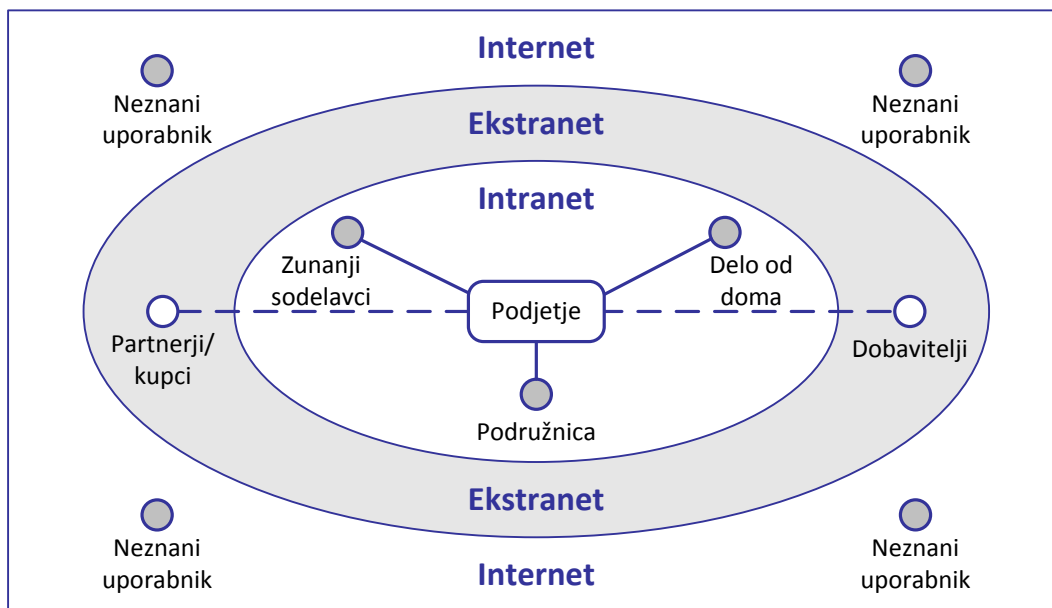 Internet
Neznani
uporabnik
Neznani
uporabnik
Ekstranet
Intranet
Zunanji
sodelavci
Delo od
doma
Podjetje
Partnerji/
kupci
Dobavitelji
Podružnica
Ekstranet
Neznani
uporabnik
Neznani
uporabnik
Internet